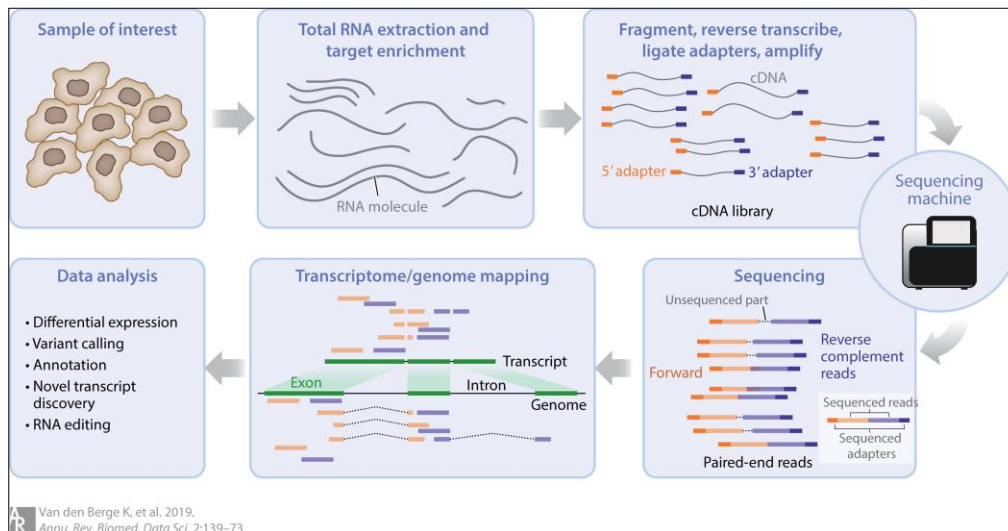 Sample of interest
Total RNA extraction and
target enrichment
RNA molecule
Fragment, reverse transcribe,
ligate adapters, amplify
cDNA
5′ adapter
3′ adapter
cDNA library
Sequencing
machine
Sequencing
Unsequenced part
Reverse
complement
reads
Forward
Sequenced reads
Sequenced
adapters
Paired-end reads
Transcriptome/genome mapping
Transcript
Exon
Intron
Genome
Data analysis
• Differential expression
• Variant calling
• Annotation
• Novel transcript
discovery
• RNA editing
AR
Van den Berge K, et al. 2019.
Annu. Rev. Biomed. Data Sci. 2:139–73